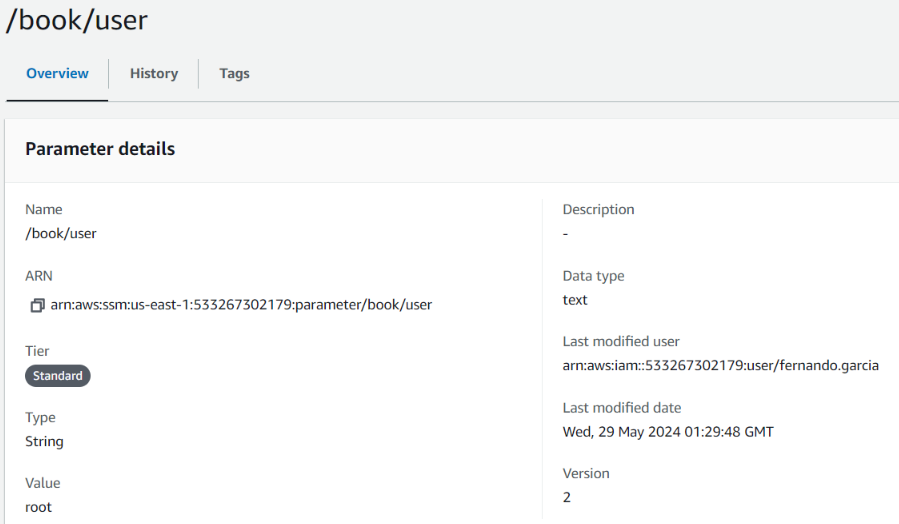 /book/user
Overview
History
Tags
Parameter details
Name
/book/user
ARN
arn:aws:ssm:us-east-1:533267302179:parameter/book/user
Tier
Standard
Type
String
Value
root
Description
-
Data type
text
Last modified user
arn:aws:iam::533267302179:user/fernando.garcia
Last modified date
Wed, 29 May 2024 01:29:48 GMT
Version
2